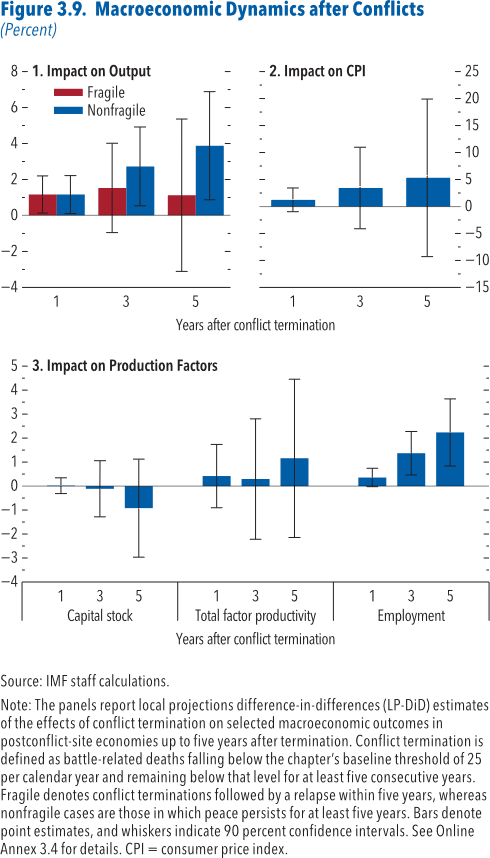 Figure 3.9. Macroeconomic Dynamics after Conflicts
(Percent)
1. Impact on Output
Fragile
Nonfragile
8
6
4
2
0
−2
−4
1 3 5
2. Impact on CPI
25
20
15
10
5
0
−5
−10
−15
1 3 5
Years after conflict termination
3. Impact on Production Factors
5
4
3
2
1
0
−1
−2
−3
−4
1 3 5 1 3 5 1 3 5
Capital stock Total factor productivity Employment
Years after conflict termination
Source: IMF staff calculations.
Note: The panels report local projections difference-in-differences (LP-DiD) estimates
of the effects of conflict termination on selected macroeconomic outcomes in
postconflict-site economies up to five years after termination. Conflict termination is
defined as battle-related deaths falling below the chapter’s baseline threshold of 25
per calendar year and remaining below that level for at least five consecutive years.
Fragile denotes conflict terminations followed by a relapse within five years, whereas
nonfragile cases are those in which peace persists for at least five years. Bars denote
point estimates, and whiskers indicate 90 percent confidence intervals. See Online
Annex 3.4 for details. CPI = consumer price index.